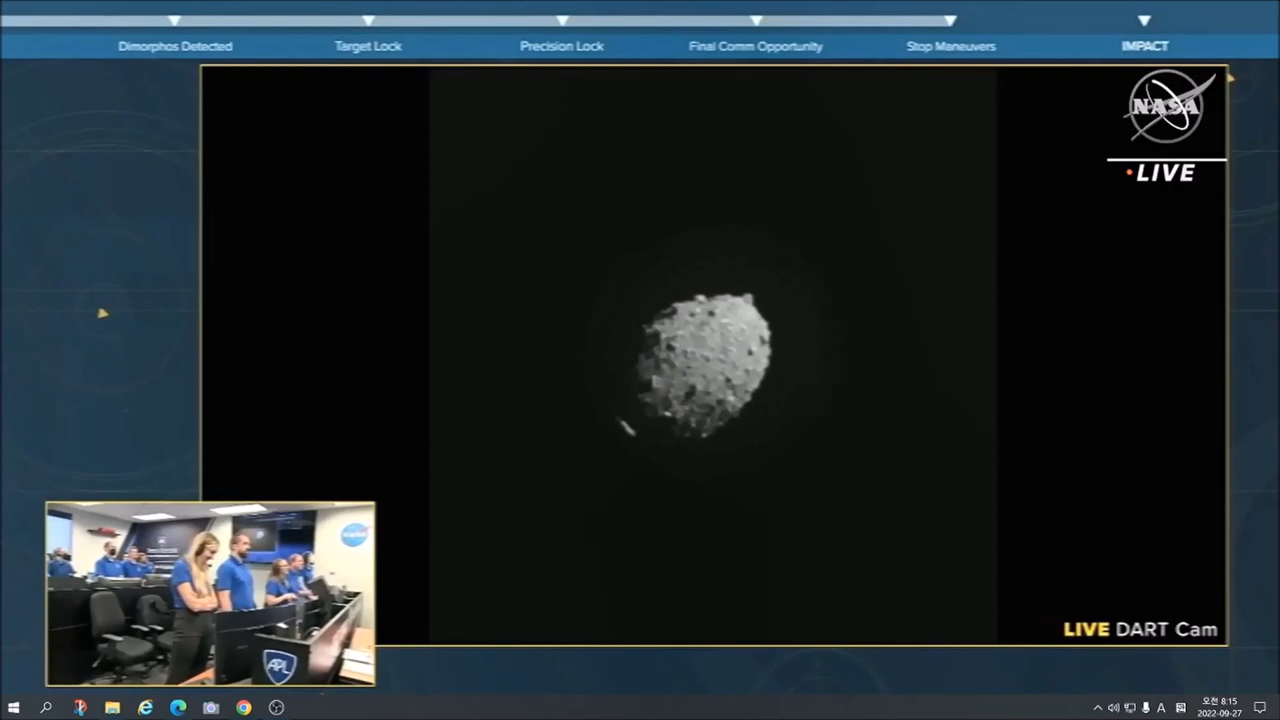 Dimorphos Detected
Target Lock
Precision Lock
Final Comm Opportunity
Stop Maneuvers
IMPACT
NASA
LIVE
NASA
APL
LIVE DART Cam
A
오전 8:15
2022-09-27